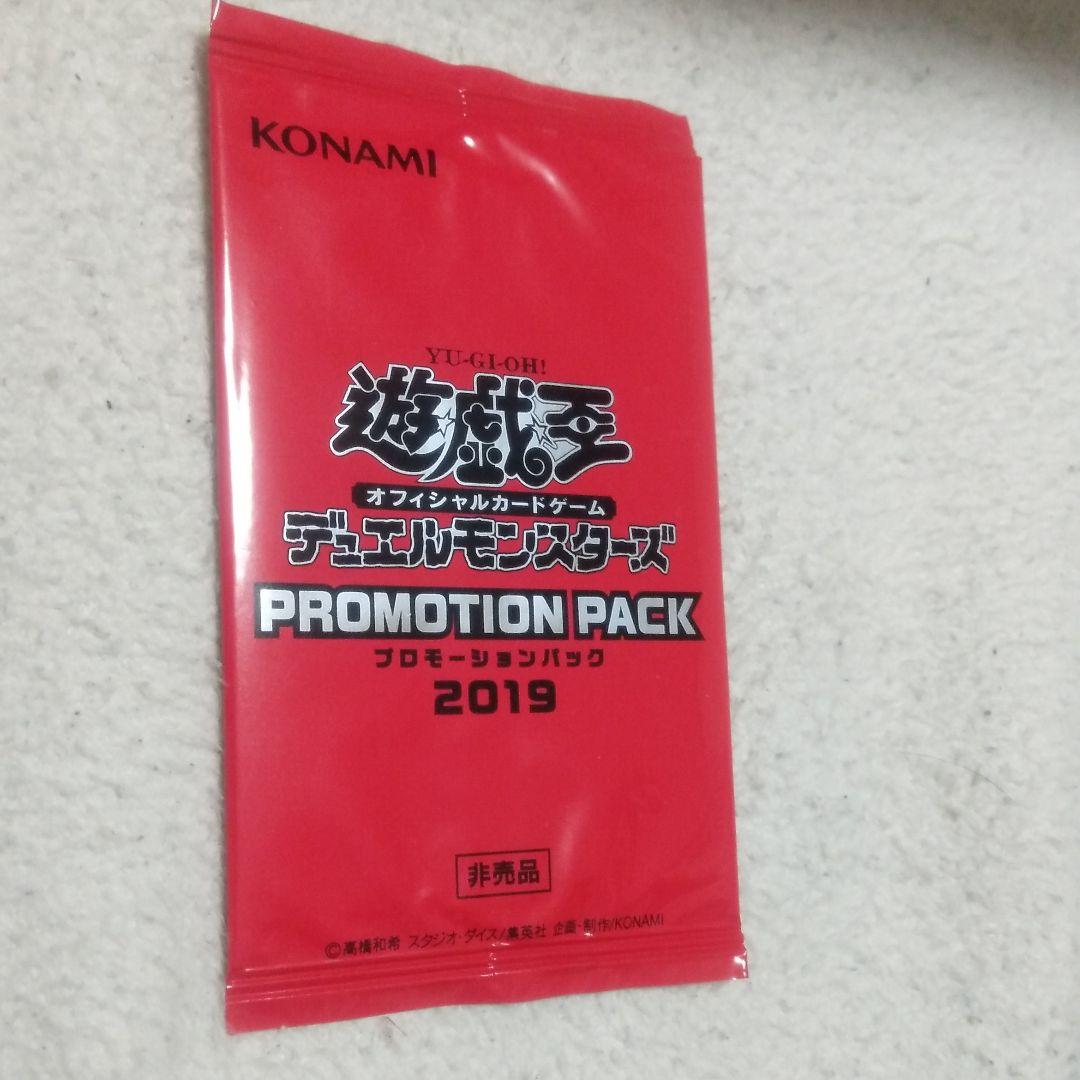 KONAMI
YU-GI-OH!
遊戯王
オフィシャルカードゲーム
デュエルモンスターズ
PROMOTION PACK
プロモーションパック
2019
非売品
©高橋和希 スタジオ・ダイス/集英社 企画・制作/KONAMI